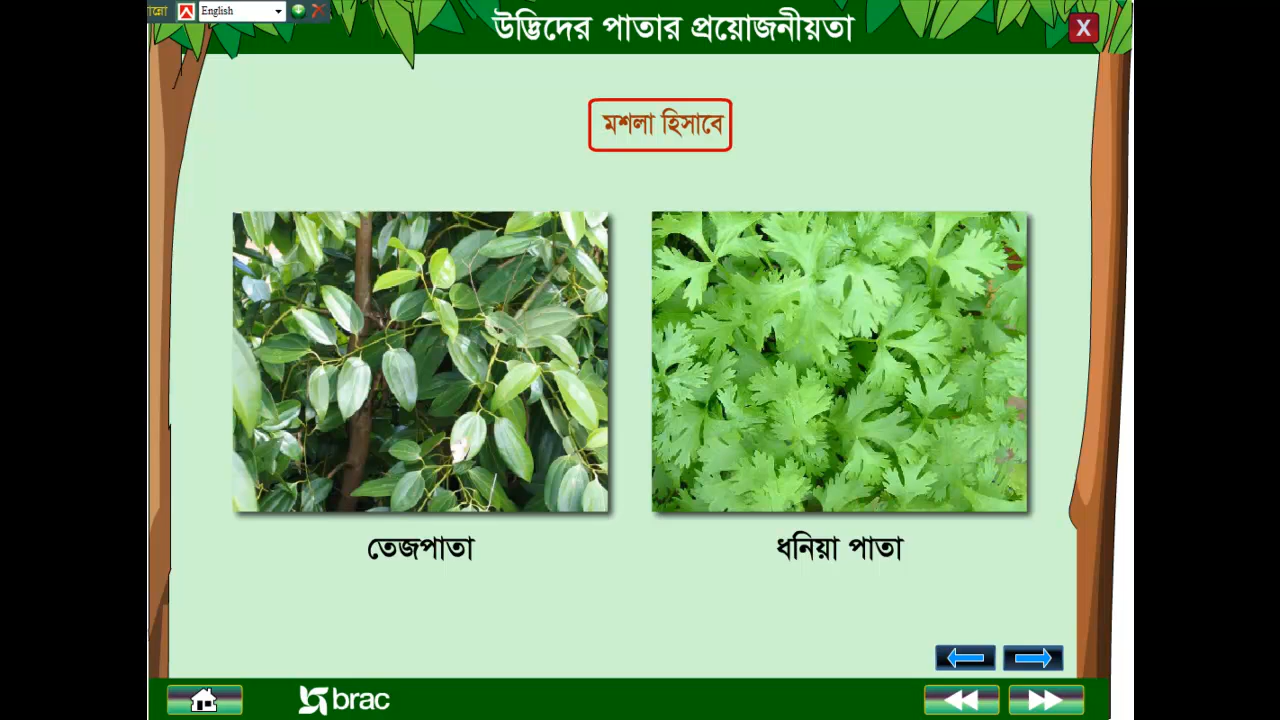 English
উদ্ভিদের পাতার প্রয়োজনীয়তা
X
মশলা হিসাবে
তেজপাতা
ধনিয়া পাতা
brac